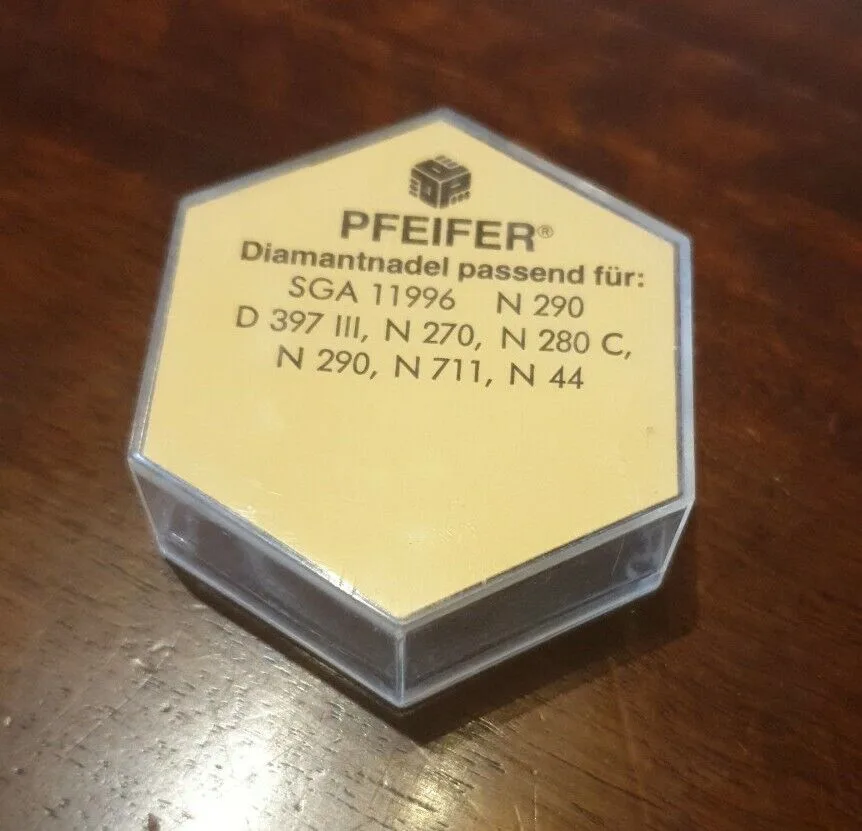 PFEIFER®
Diamantnadel passend für:
SGA 11996 N 290
D 397 III, N 270, N 280 C,
N 290, N 711, N 44